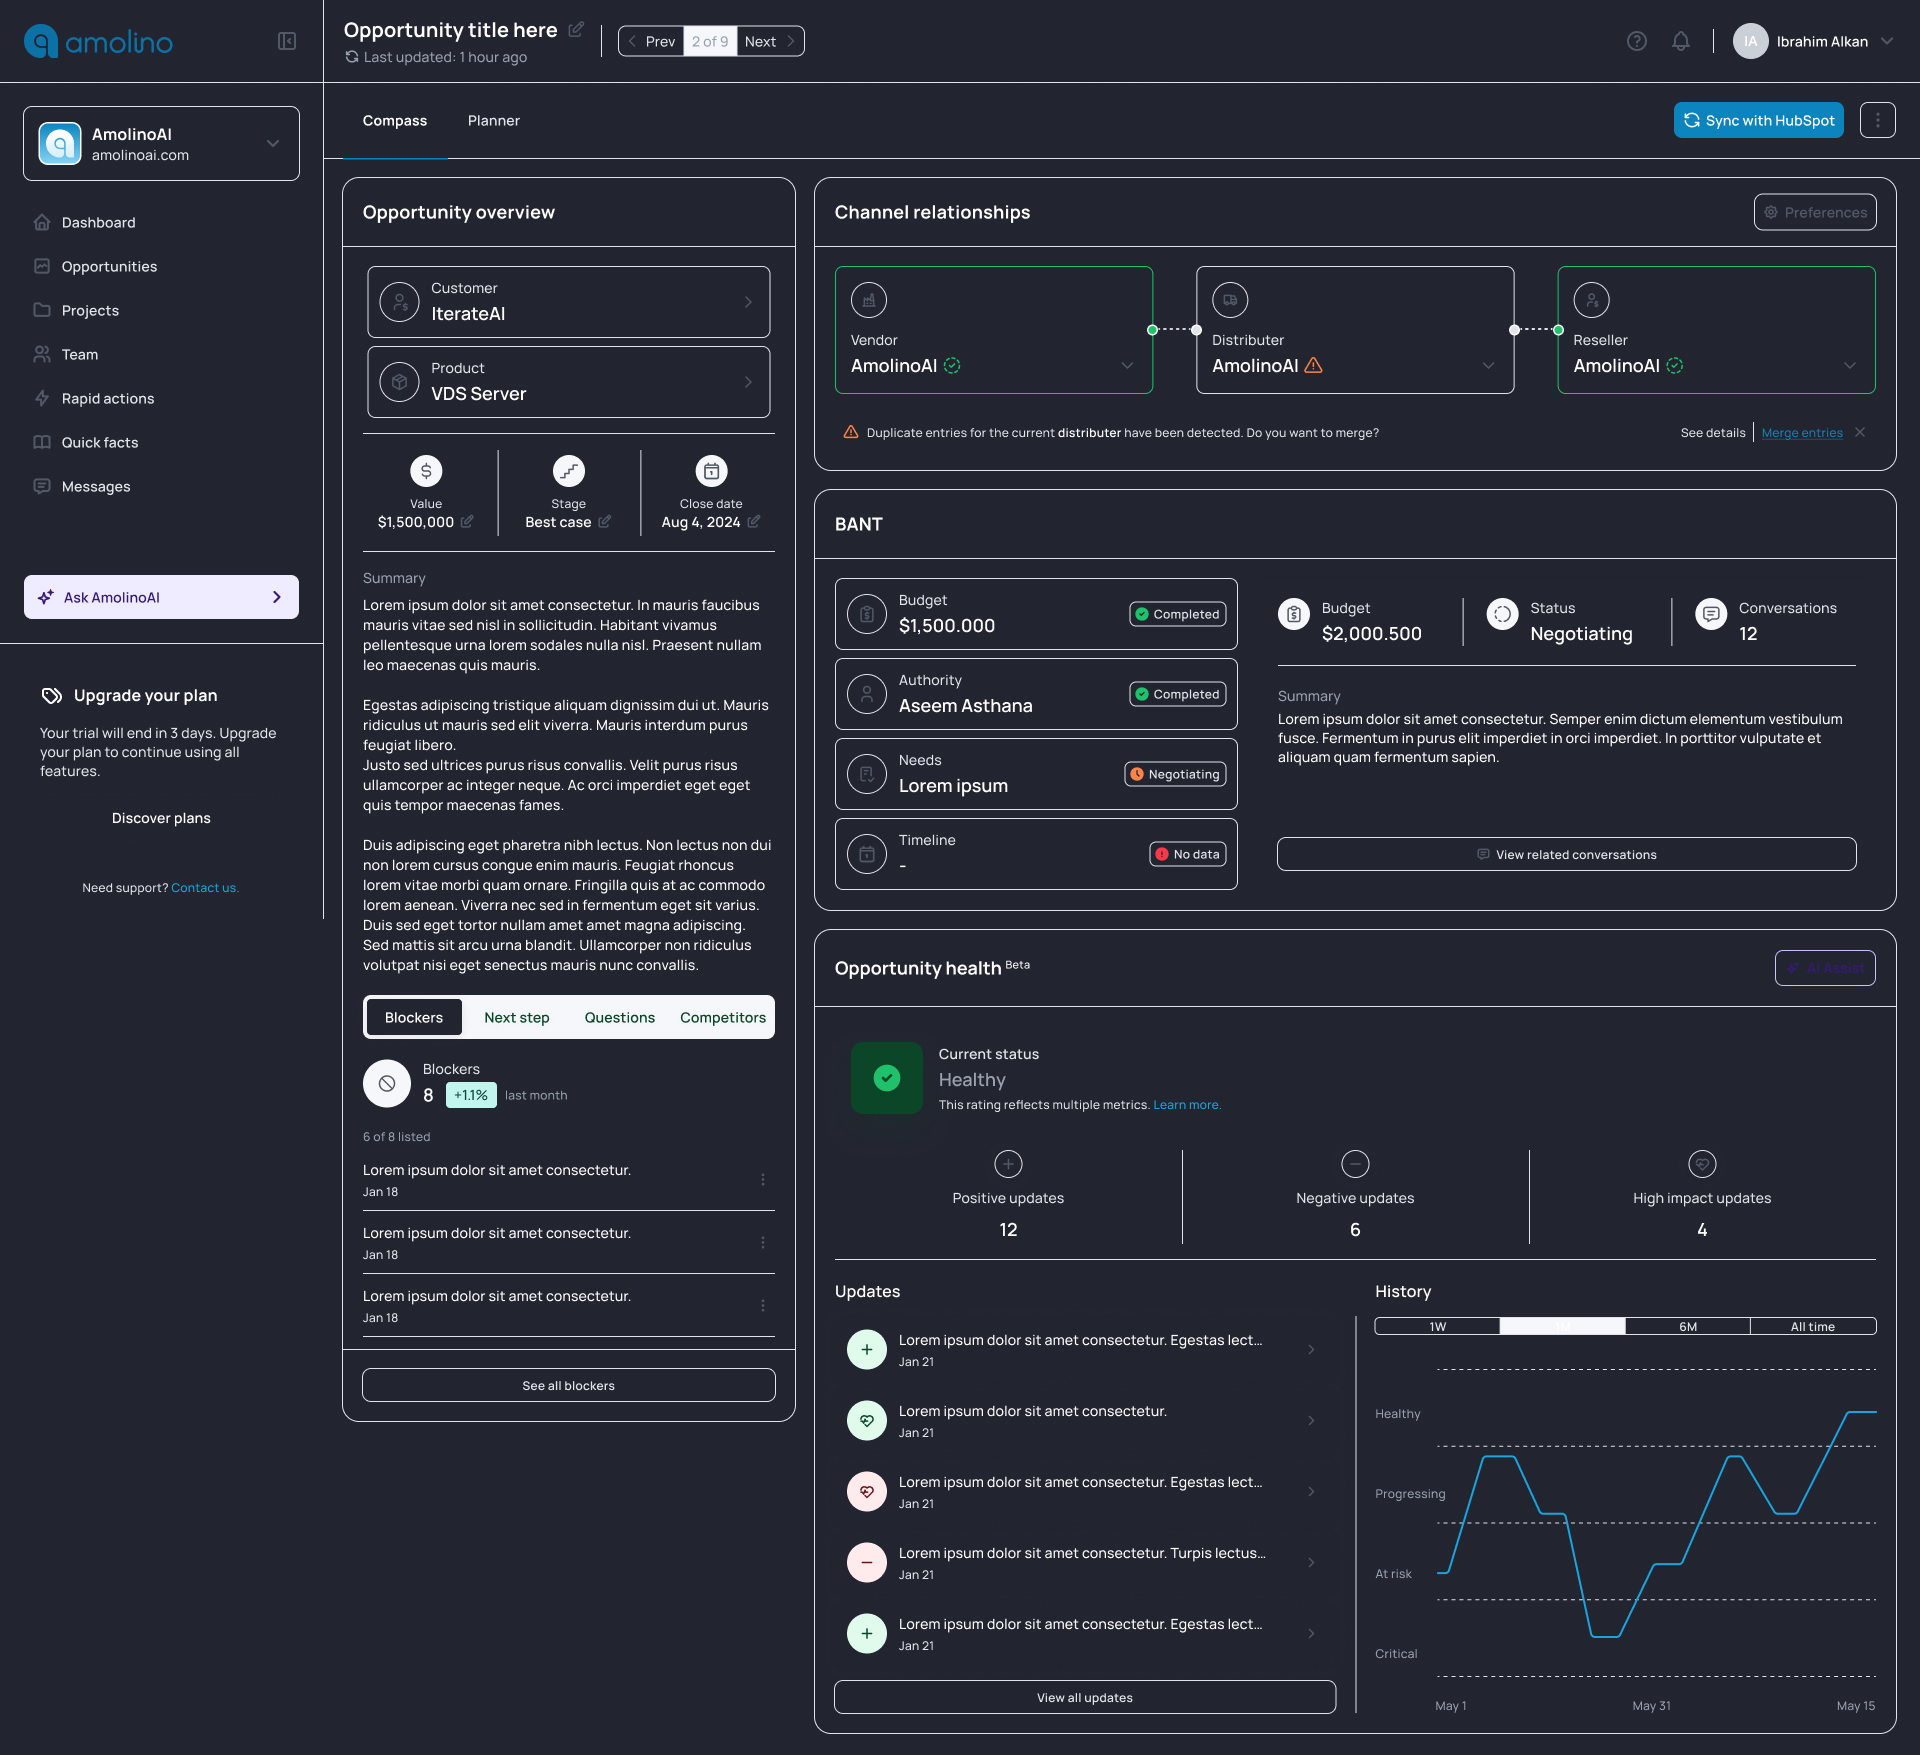 amolino
Opportunity title here
Last updated: 1 hour ago
Prev
2 of 9
Next
IA
Ibrahim Alkan
AmolinoAI
amolinoai.com
Dashboard
Opportunities
Projects
Team
Rapid actions
Quick facts
Messages
Ask AmolinoAI
Upgrade your plan
Your trial will end in 3 days. Upgrade
your plan to continue using all
features.
Discover plans
Need support? Contact us.
Compass
Planner
Sync with HubSpot
Opportunity overview
Customer
IterateAI
Product
VDS Server
Value
$1,500,000
Stage
Best case
Close date
Aug 4, 2024
Summary
Lorem ipsum dolor sit amet consectetur. In mauris faucibus
mauris vitae sed nisl in sollicitudin. Habitant vivamus
pellentesque urna lorem sodales nulla nisl. Praesent nullam
leo maecenas quis mauris.
Egestas adipiscing tristique aliquam dignissim dui ut. Mauris
ridiculus ut mauris sed elit viverra. Mauris interdum purus
feugiat libero.
Justo sed ultrices purus risus convallis. Velit purus risus
ullamcorper ac integer neque. Ac orci imperdiet eget eget
quis tempor maecenas fames.
Duis adipiscing eget pharetra nibh lectus. Non lectus non dui
non lorem cursus congue enim mauris. Feugiat rhoncus
lorem vitae morbi quam ornare. Fringilla quis at ac commodo
lorem aenean. Viverra nec sed in fermentum eget sit varius.
Duis sed eget tortor nullam amet amet magna adipiscing.
Sed mattis sit arcu urna blandit. Ullamcorper non ridiculus
volutpat nisi eget senectus mauris nunc convallis.
Blockers
Next step
Questions
Competitors
Blockers
8
+1.1%
last month
6 of 8 listed
Lorem ipsum dolor sit amet consectetur.
Jan 18
Lorem ipsum dolor sit amet consectetur.
Jan 18
Lorem ipsum dolor sit amet consectetur.
Jan 18
See all blockers
Channel relationships
Preferences
Vendor
AmolinoAI
Distributer
AmolinoAI
Reseller
AmolinoAI
Duplicate entries for the current distributer have been detected. Do you want to merge?
See details
Merge entries
BANT
Budget
$1,500.000
Completed
Authority
Aseem Asthana
Completed
Needs
Lorem ipsum
Negotiating
Timeline
-
No data
Budget
$2,000.500
Status
Negotiating
Conversations
12
Summary
Lorem ipsum dolor sit amet consectetur. Semper enim dictum elementum vestibulum
fusce. Fermentum in purus elit imperdiet in orci imperdiet. In porttitor vulputate et
aliquam quam fermentum sapien.
View related conversations
Opportunity health Beta
AI Assist
Current status
Healthy
This rating reflects multiple metrics. Learn more.
Positive updates
12
Negative updates
6
High impact updates
4
Updates
Lorem ipsum dolor sit amet consectetur. Egestas lect...
Jan 21
Lorem ipsum dolor sit amet consectetur.
Jan 21
Lorem ipsum dolor sit amet consectetur. Egestas lect...
Jan 21
Lorem ipsum dolor sit amet consectetur. Turpis lectus...
Jan 21
Lorem ipsum dolor sit amet consectetur. Egestas lect...
Jan 21
View all updates
History
1W
6M
All time
Healthy
Progressing
At risk
Critical
May 1
May 31
May 15